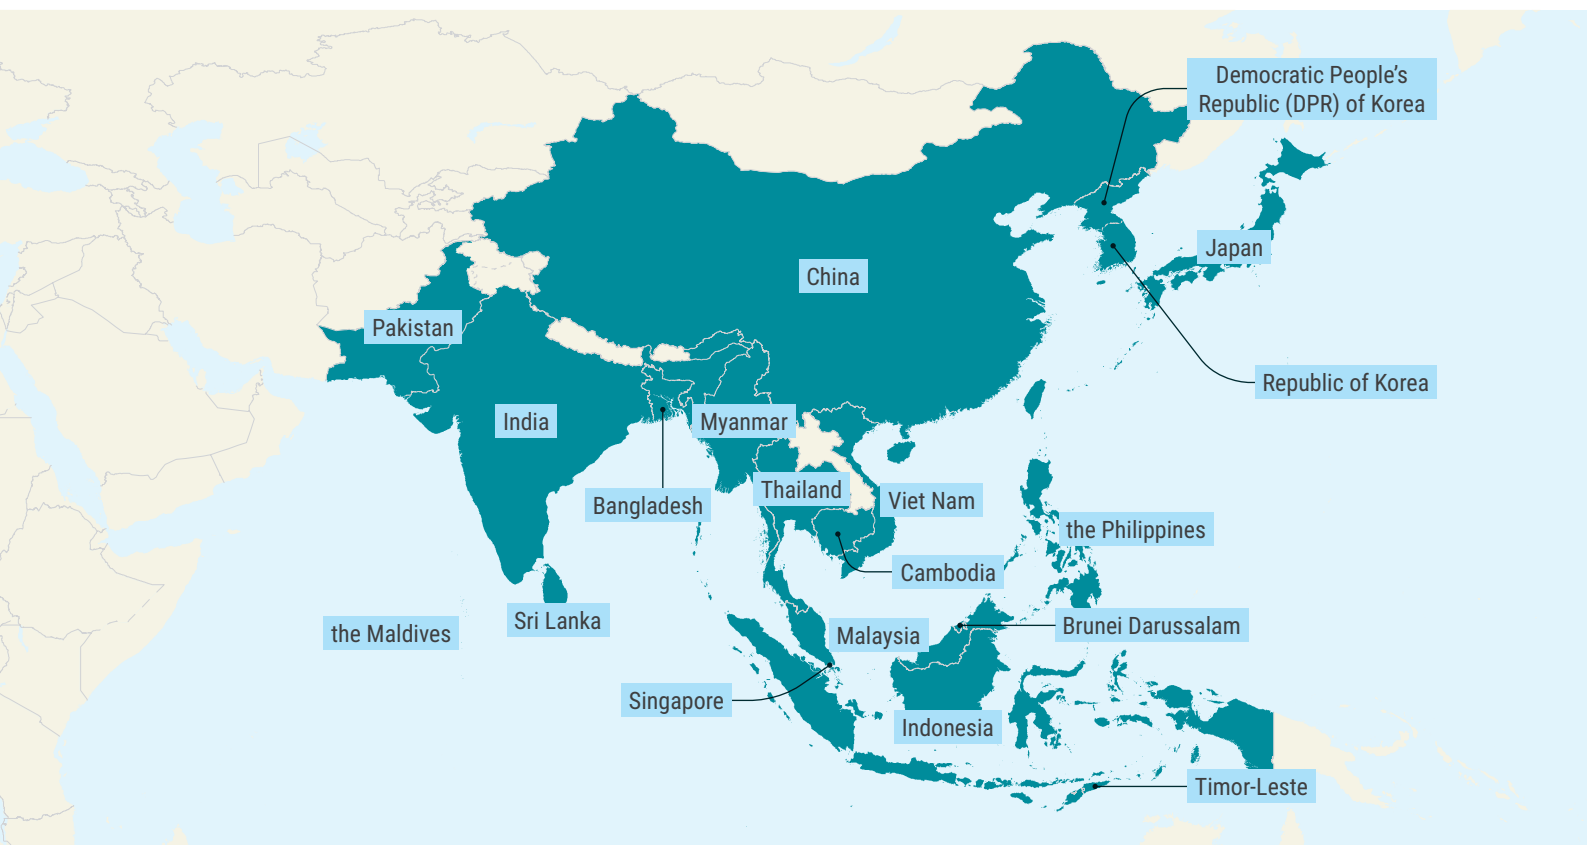 Democratic People’s
Republic (DPR) of Korea
Japan
China
Pakistan
Republic of Korea
India
Myanmar
Thailand
Viet Nam
Bangladesh
the Philippines
Cambodia
Sri Lanka
the Maldives
Malaysia
Brunei Darussalam
Singapore
Indonesia
Timor-Leste